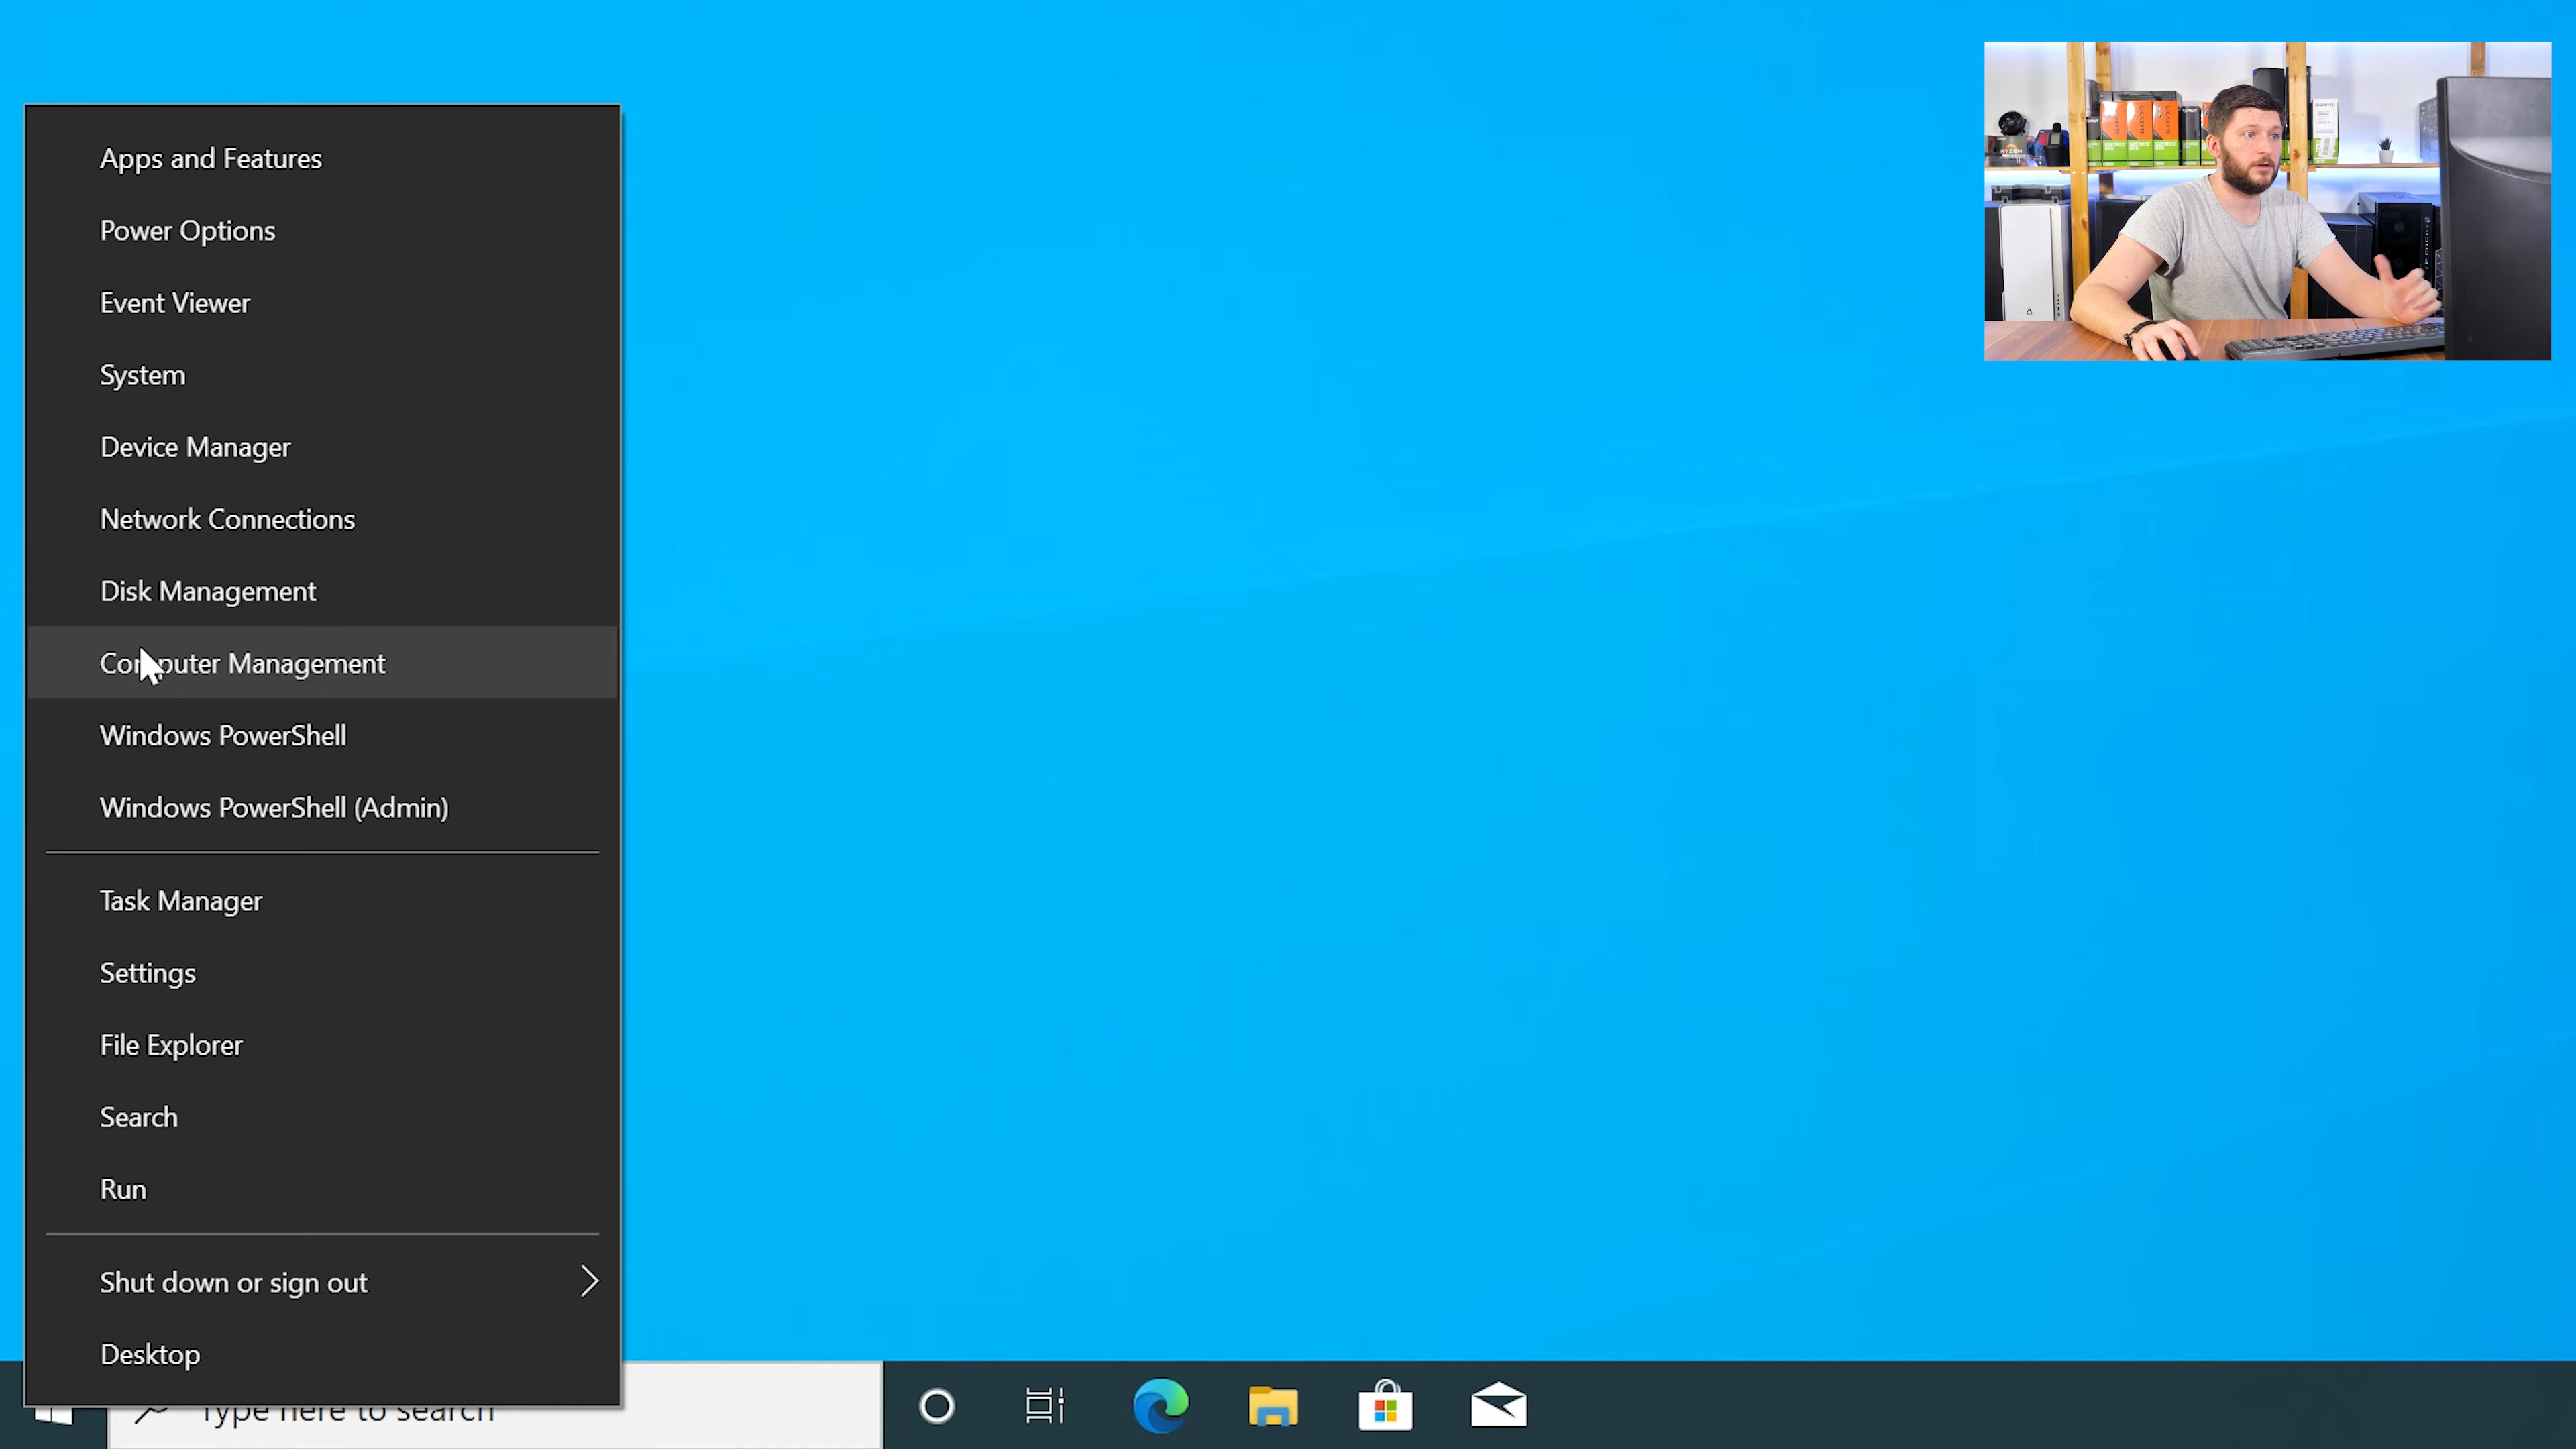 Apps and Features
Power Options
Event Viewer
System
Device Manager
Network Connections
Disk Management
Computer Management
Windows PowerShell
Windows PowerShell (Admin)
Task Manager
Settings
File Explorer
Search
Run
Shut down or sign out
Desktop
Type here to search
RYZEN